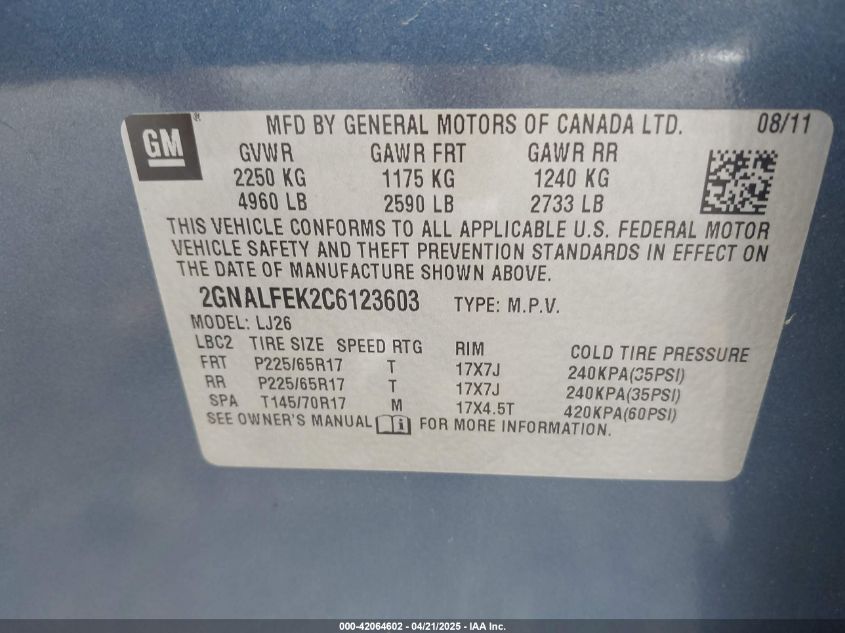 GM
MFD BY GENERAL MOTORS OF CANADA LTD. 08/11
GVWR GAWR FRT GAWR RR
2250 KG 1175 KG 1240 KG
4960 LB 2590 LB 2733 LB
THIS VEHICLE CONFORMS TO ALL APPLICABLE U.S. FEDERAL MOTOR
VEHICLE SAFETY AND THEFT PREVENTION STANDARDS IN EFFECT ON
THE DATE OF MANUFACTURE SHOWN ABOVE.
2GNALFEK2C6123603 TYPE: M.P.V.
MODEL: LJ26
LBC2 TIRE SIZE SPEED RTG RIM COLD TIRE PRESSURE
FRT P225/65R17 T 17X7J 240KPA(35PSI)
RR P225/65R17 T 17X7J 240KPA(35PSI)
SPA T145/70R17 M 17X4.5T 420KPA(60PSI)
SEE OWNER'S MANUAL FOR MORE INFORMATION.
000-42064602 - 04/21/2025 - IAA Inc.